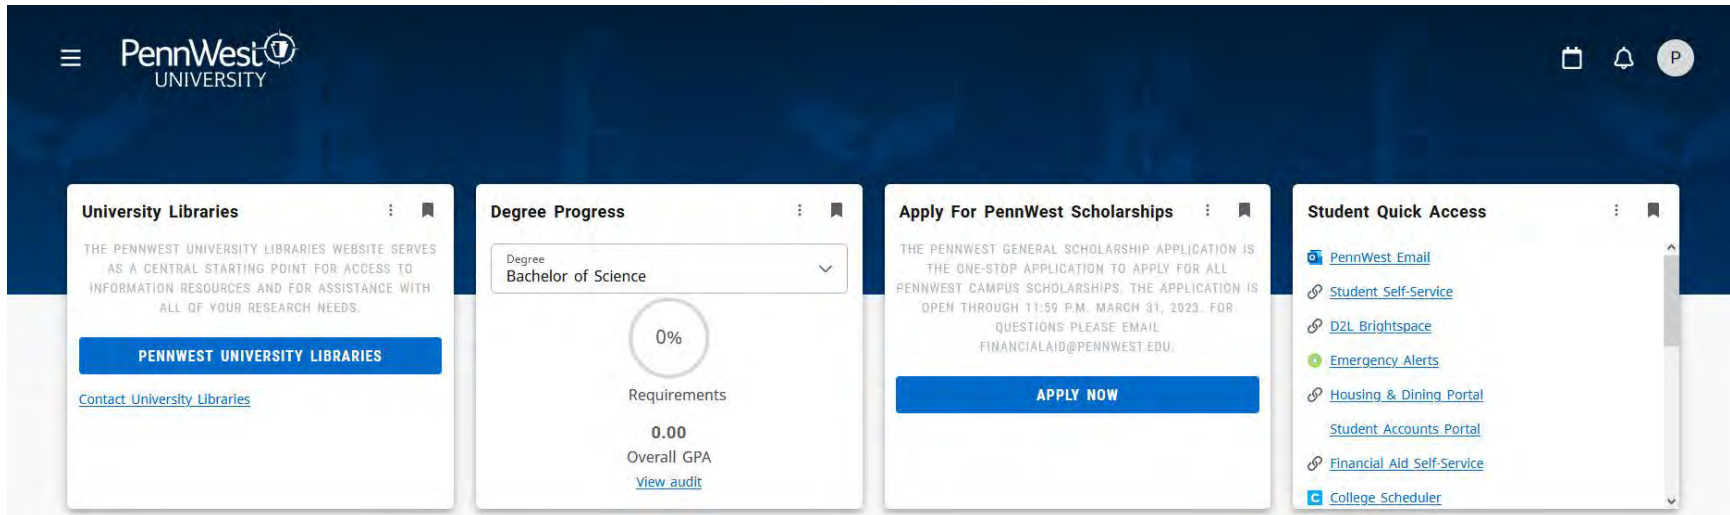 PennWest
UNIVERSITY
P
University Libraries
THE PENNWEST UNIVERSITY LIBRARIES WEBSITE SERVES
AS A CENTRAL STARTING POINT FOR ACCESS TO
INFORMATION RESOURCES AND FOR ASSISTANCE WITH
ALL OF YOUR RESEARCH NEEDS.
PENNWEST UNIVERSITY LIBRARIES
Contact University Libraries
Degree Progress
Degree
Bachelor of Science
0%
Requirements
0.00
Overall GPA
View audit
Apply For PennWest Scholarships
THE PENNWEST GENERAL SCHOLARSHIP APPLICATION IS
THE ONE-STOP APPLICATION TO APPLY FOR ALL
PENNWEST CAMPUS SCHOLARSHIPS. THE APPLICATION IS
OPEN THROUGH 11:59 P.M. MARCH 31, 2023. FOR
QUESTIONS PLEASE EMAIL
FINANCIALAID@PENNWEST.EDU.
APPLY NOW
Student Quick Access
PennWest Email
Student Self-Service
D2L Brightspace
Emergency Alerts
Housing & Dining Portal
Student Accounts Portal
Financial Aid Self-Service
C College Scheduler